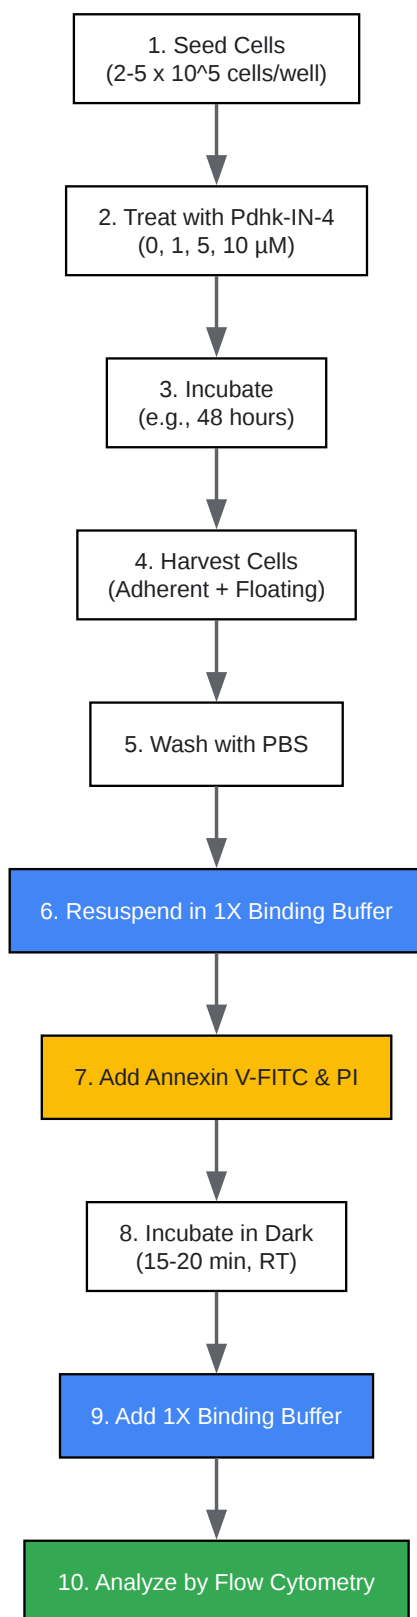 1. Seed Cells
(2-5 x 10^5 cells/well)
2. Treat with Pdhk-IN-4
(0, 1, 5, 10 µM)
3. Incubate
(e.g., 48 hours)
4. Harvest Cells
(Adherent + Floating)
5. Wash with PBS
6. Resuspend in 1X Binding Buffer
7. Add Annexin V-FITC & PI
8. Incubate in Dark
(15-20 min, RT)
9. Add 1X Binding Buffer
10. Analyze by Flow Cytometry